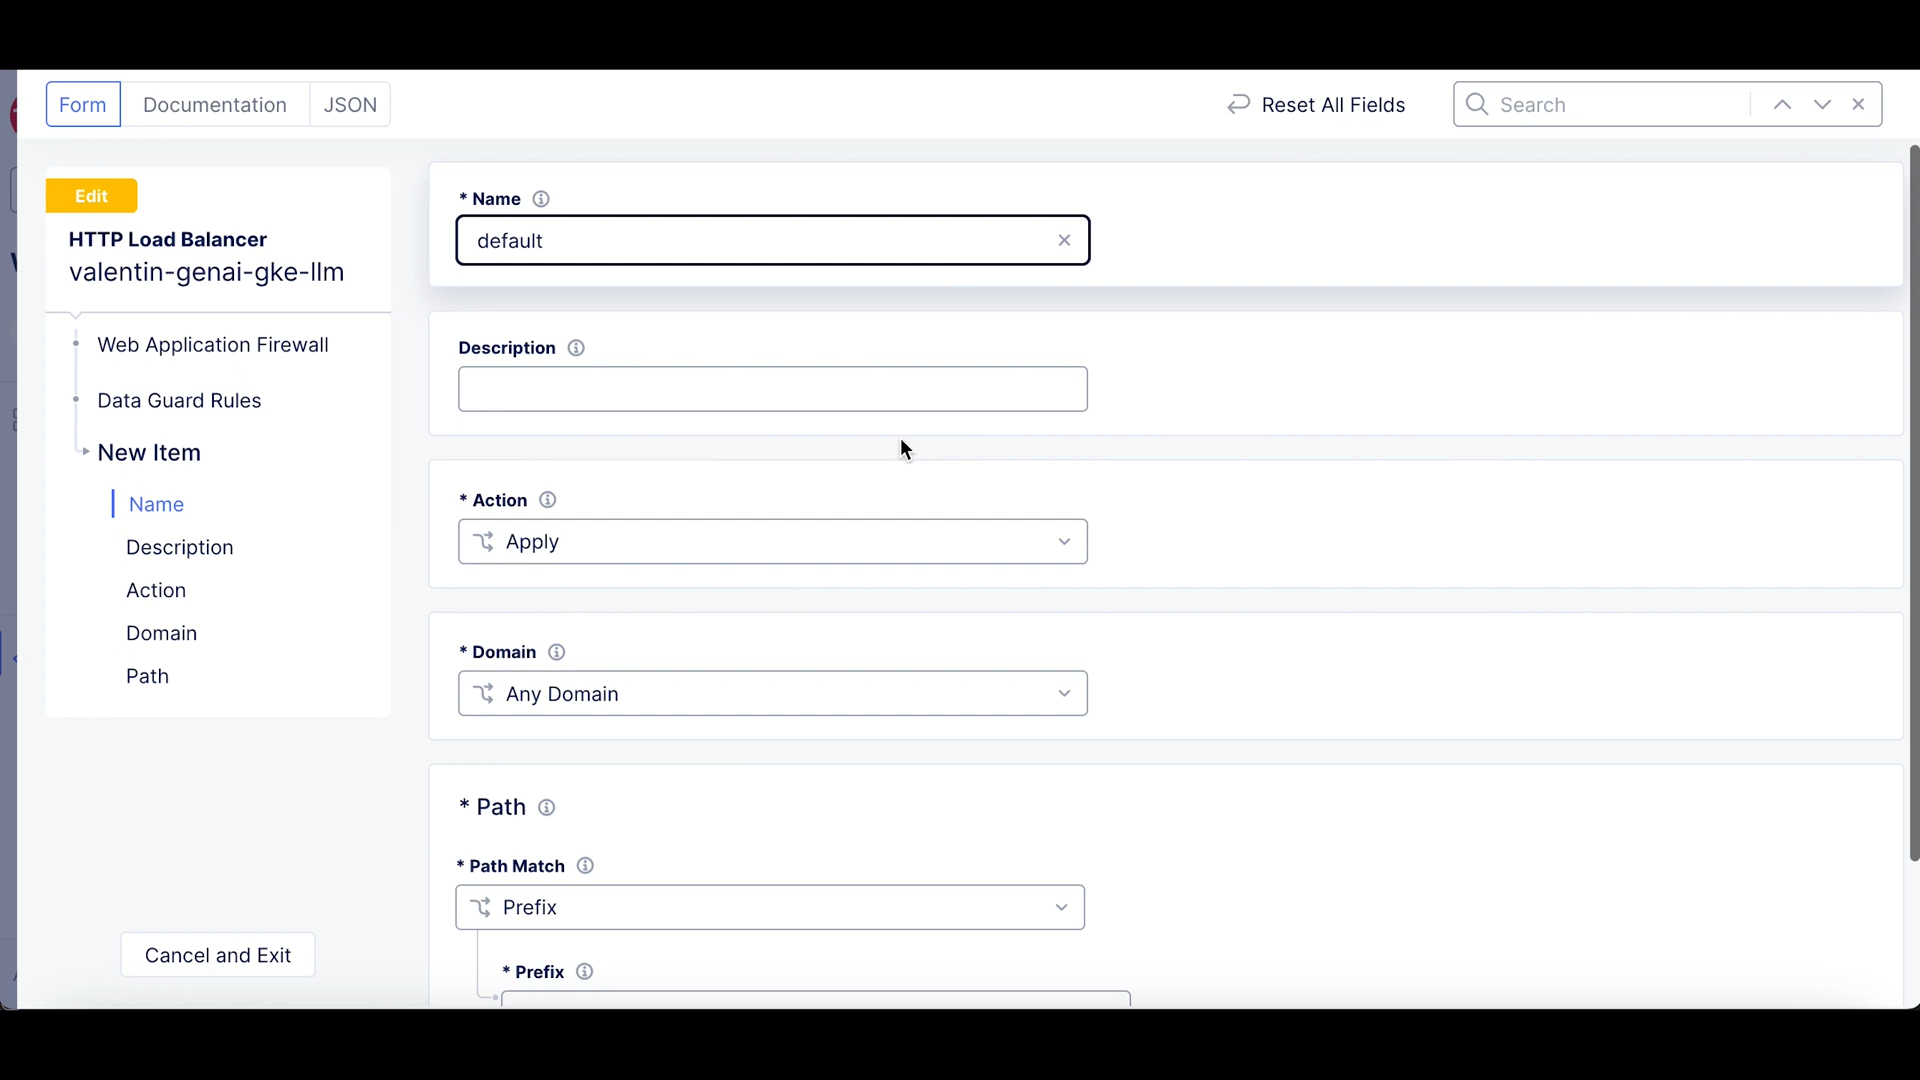 Form
Documentation
JSON
Reset All Fields
Search
Edit
HTTP Load Balancer
valentin-genai-gke-llm
Web Application Firewall
Data Guard Rules
New Item
Name
Description
Action
Domain
Path
Cancel and Exit
* Name
default
Description
* Action
Apply
* Domain
Any Domain
* Path
* Path Match
Prefix
* Prefix